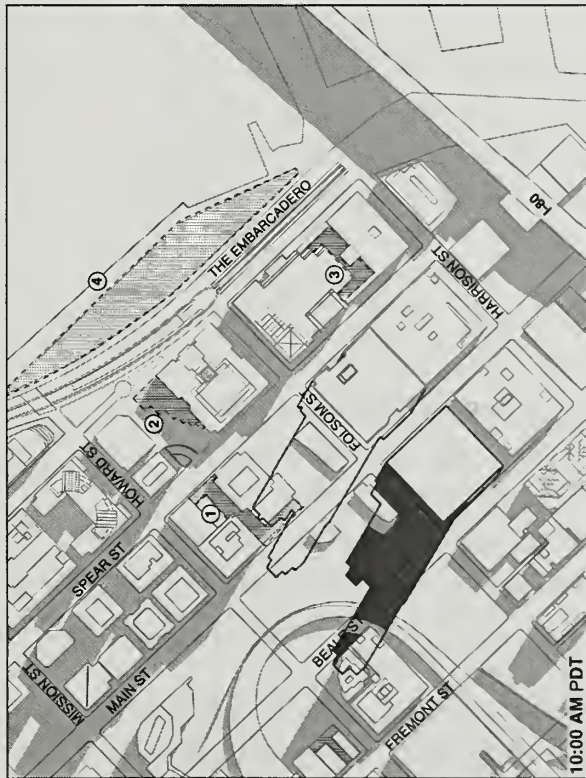 ④
THE EMBARCADERO
③
I-80
HARRISON ST
②
HOWARD ST
FOLSOM ST
①
SPEAR ST
MISSION ST
MAIN ST
BEALE ST
FREMONT ST
10:00 AM PDT